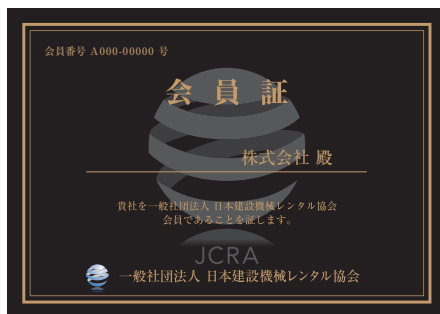 会員番号 A000-00000 号
会員証
株式会社 殿
貴社を一般社団法人 日本建設機械レンタル協会
会員であることを証します。
JCRA
一般社団法人 日本建設機械レンタル協会